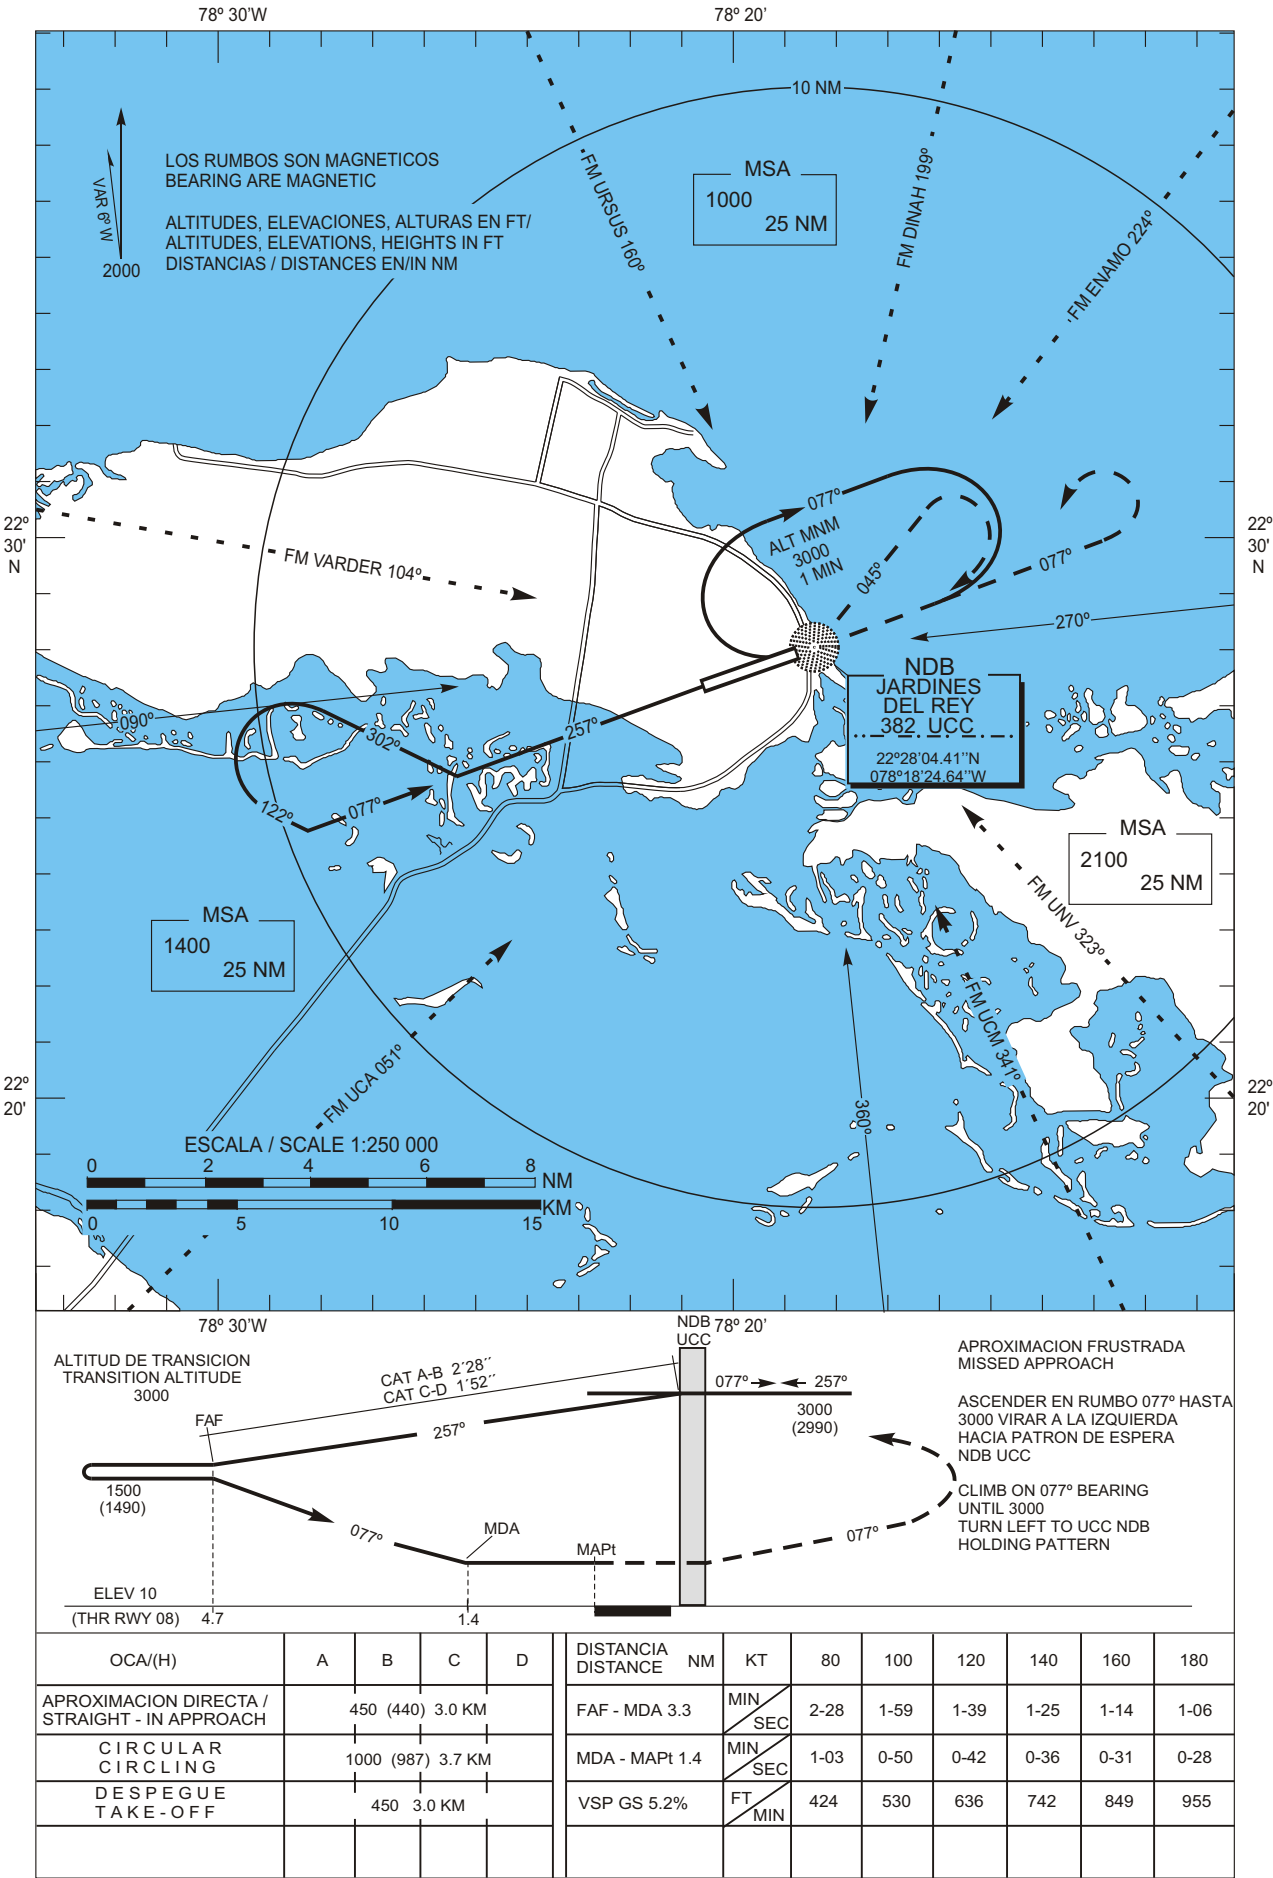 78º 30'W
78º 20'
10 NM
LOS RUMBOS SON MAGNETICOS
BEARING ARE MAGNETIC
ALTITUDES, ELEVACIONES, ALTURAS EN FT/
ALTITUDES, ELEVATIONS, HEIGHTS IN FT
DISTANCIAS / DISTANCES EN/IN NM
VAR 6º W
2000
MSA
1000
25 NM
FM URSUS 160º
FM DINAH 199º
FM ENAMO 224º
22º
30'
N
22º
30'
N
FM VARDER 104º
077º
ALT MNM
3000
1 MIN
045º
077º
270º
NDB
JARDINES
DEL REY
382 UCC
22º28'04.41''N
078º18'24.64''W
090º
302º
257º
122º
077º
MSA
2100
25 NM
FM UNV 323º
MSA
1400
25 NM
FM UCM 341º
FM UCA 051º
360º
22º
20'
22º
20'
ESCALA / SCALE 1:250 000
0 2 4 6 8
NM
KM
0 5 10 15
78º 30'W
78º 20'
NDB
UCC
ALTITUD DE TRANSICION
TRANSITION ALTITUDE
3000
CAT A-B 2´28´´
CAT C-D 1´52´´
077º 257º
3000
(2990)
FAF
257º
1500
(1490)
077º
MDA
MAPt
077º
ELEV 10
(THR RWY 08) 4.7 1.4
APROXIMACION FRUSTRADA
MISSED APPROACH
ASCENDER EN RUMBO 077º HASTA
3000 VIRAR A LA IZQUIERDA
HACIA PATRON DE ESPERA
NDB UCC
CLIMB ON 077º BEARING
UNTIL 3000
TURN LEFT TO UCC NDB
HOLDING PATTERN
OCA/(H) A B C D
APROXIMACION DIRECTA /
STRAIGHT - IN APPROACH
450 (440) 3.0 KM
CIRCULAR
CIRCLING
1000 (987) 3.7 KM
DESPEGUE
TAKE-OFF
450 3.0 KM
DISTANCIA
DISTANCE NM KT 80 100 120 140 160 180
FAF - MDA 3.3 MIN SEC 2-28 1-59 1-39 1-25 1-14 1-06
MDA - MAPt 1.4 MIN SEC 1-03 0-50 0-42 0-36 0-31 0-28
VSP GS 5.2% FT MIN 424 530 636 742 849 955